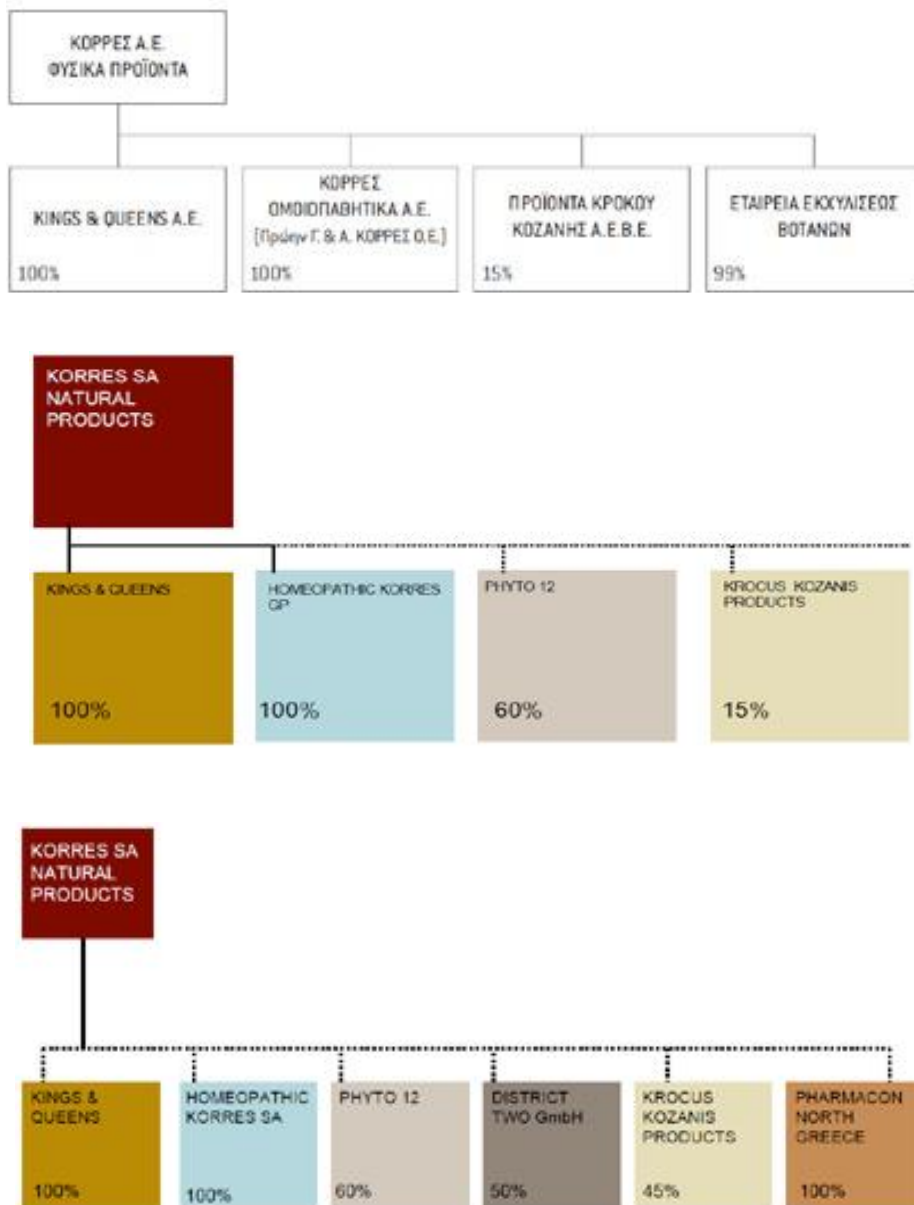 ΚΟΡΡΕΣ Α.Ε.
ΦΥΣΙΚΑ ΠΡΟΪΟΝΤΑ
KINGS & QUEENS Α.Ε.
100%
ΚΟΡΡΕΣ
ΟΜΟΙΟΠΑΘΗΤΙΚΑ Α.Ε.
[Πρώην Γ. & Α. ΚΟΡΡΕΣ Ο.Ε.]
100%
ΠΡΟΪΟΝΤΑ ΚΡΟΚΟΥ
ΚΟΖΑΝΗΣ Α.Ε.Β.Ε.
15%
ΕΤΑΙΡΕΙΑ ΕΚΧΥΛΙΣΕΩΣ
ΒΟΤΑΝΩΝ
99%
KORRES SA
NATURAL
PRODUCTS
KINGS & QUEENS
100%
HOMEOPATHIC KORRES
GP
100%
PHYTO 12
60%
KROCUS KOZANIS
PRODUCTS
15%
KORRES SA
NATURAL
PRODUCTS
KINGS &
QUEENS
100%
HOMEOPATHIC
KORRES SA
100%
PHYTO 12
60%
DISTRICT
TWO GmbH
50%
KROCUS
KOZANIS
PRODUCTS
45%
PHARMACON
NORTH
GREECE
100%